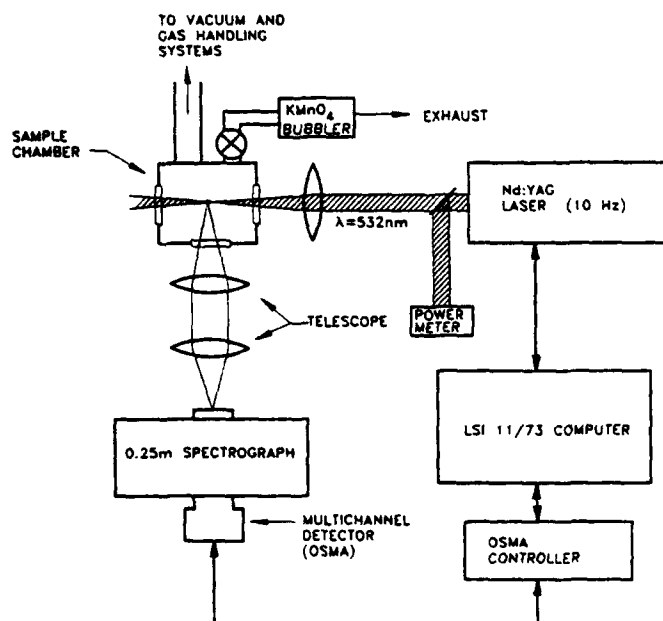 TO VACUUM AND
GAS HANDLING
SYSTEMS
KMnO4
BUBBLER
EXHAUST
SAMPLE
CHAMBER
Nd:YAG
LASER (10 Hz)
λ=532nm
POWER
METER
TELESCOPE
LSI 11/73 COMPUTER
0.25m SPECTROGRAPH
MULTICHANNEL
DETECTOR
(OSMA)
OSMA
CONTROLLER